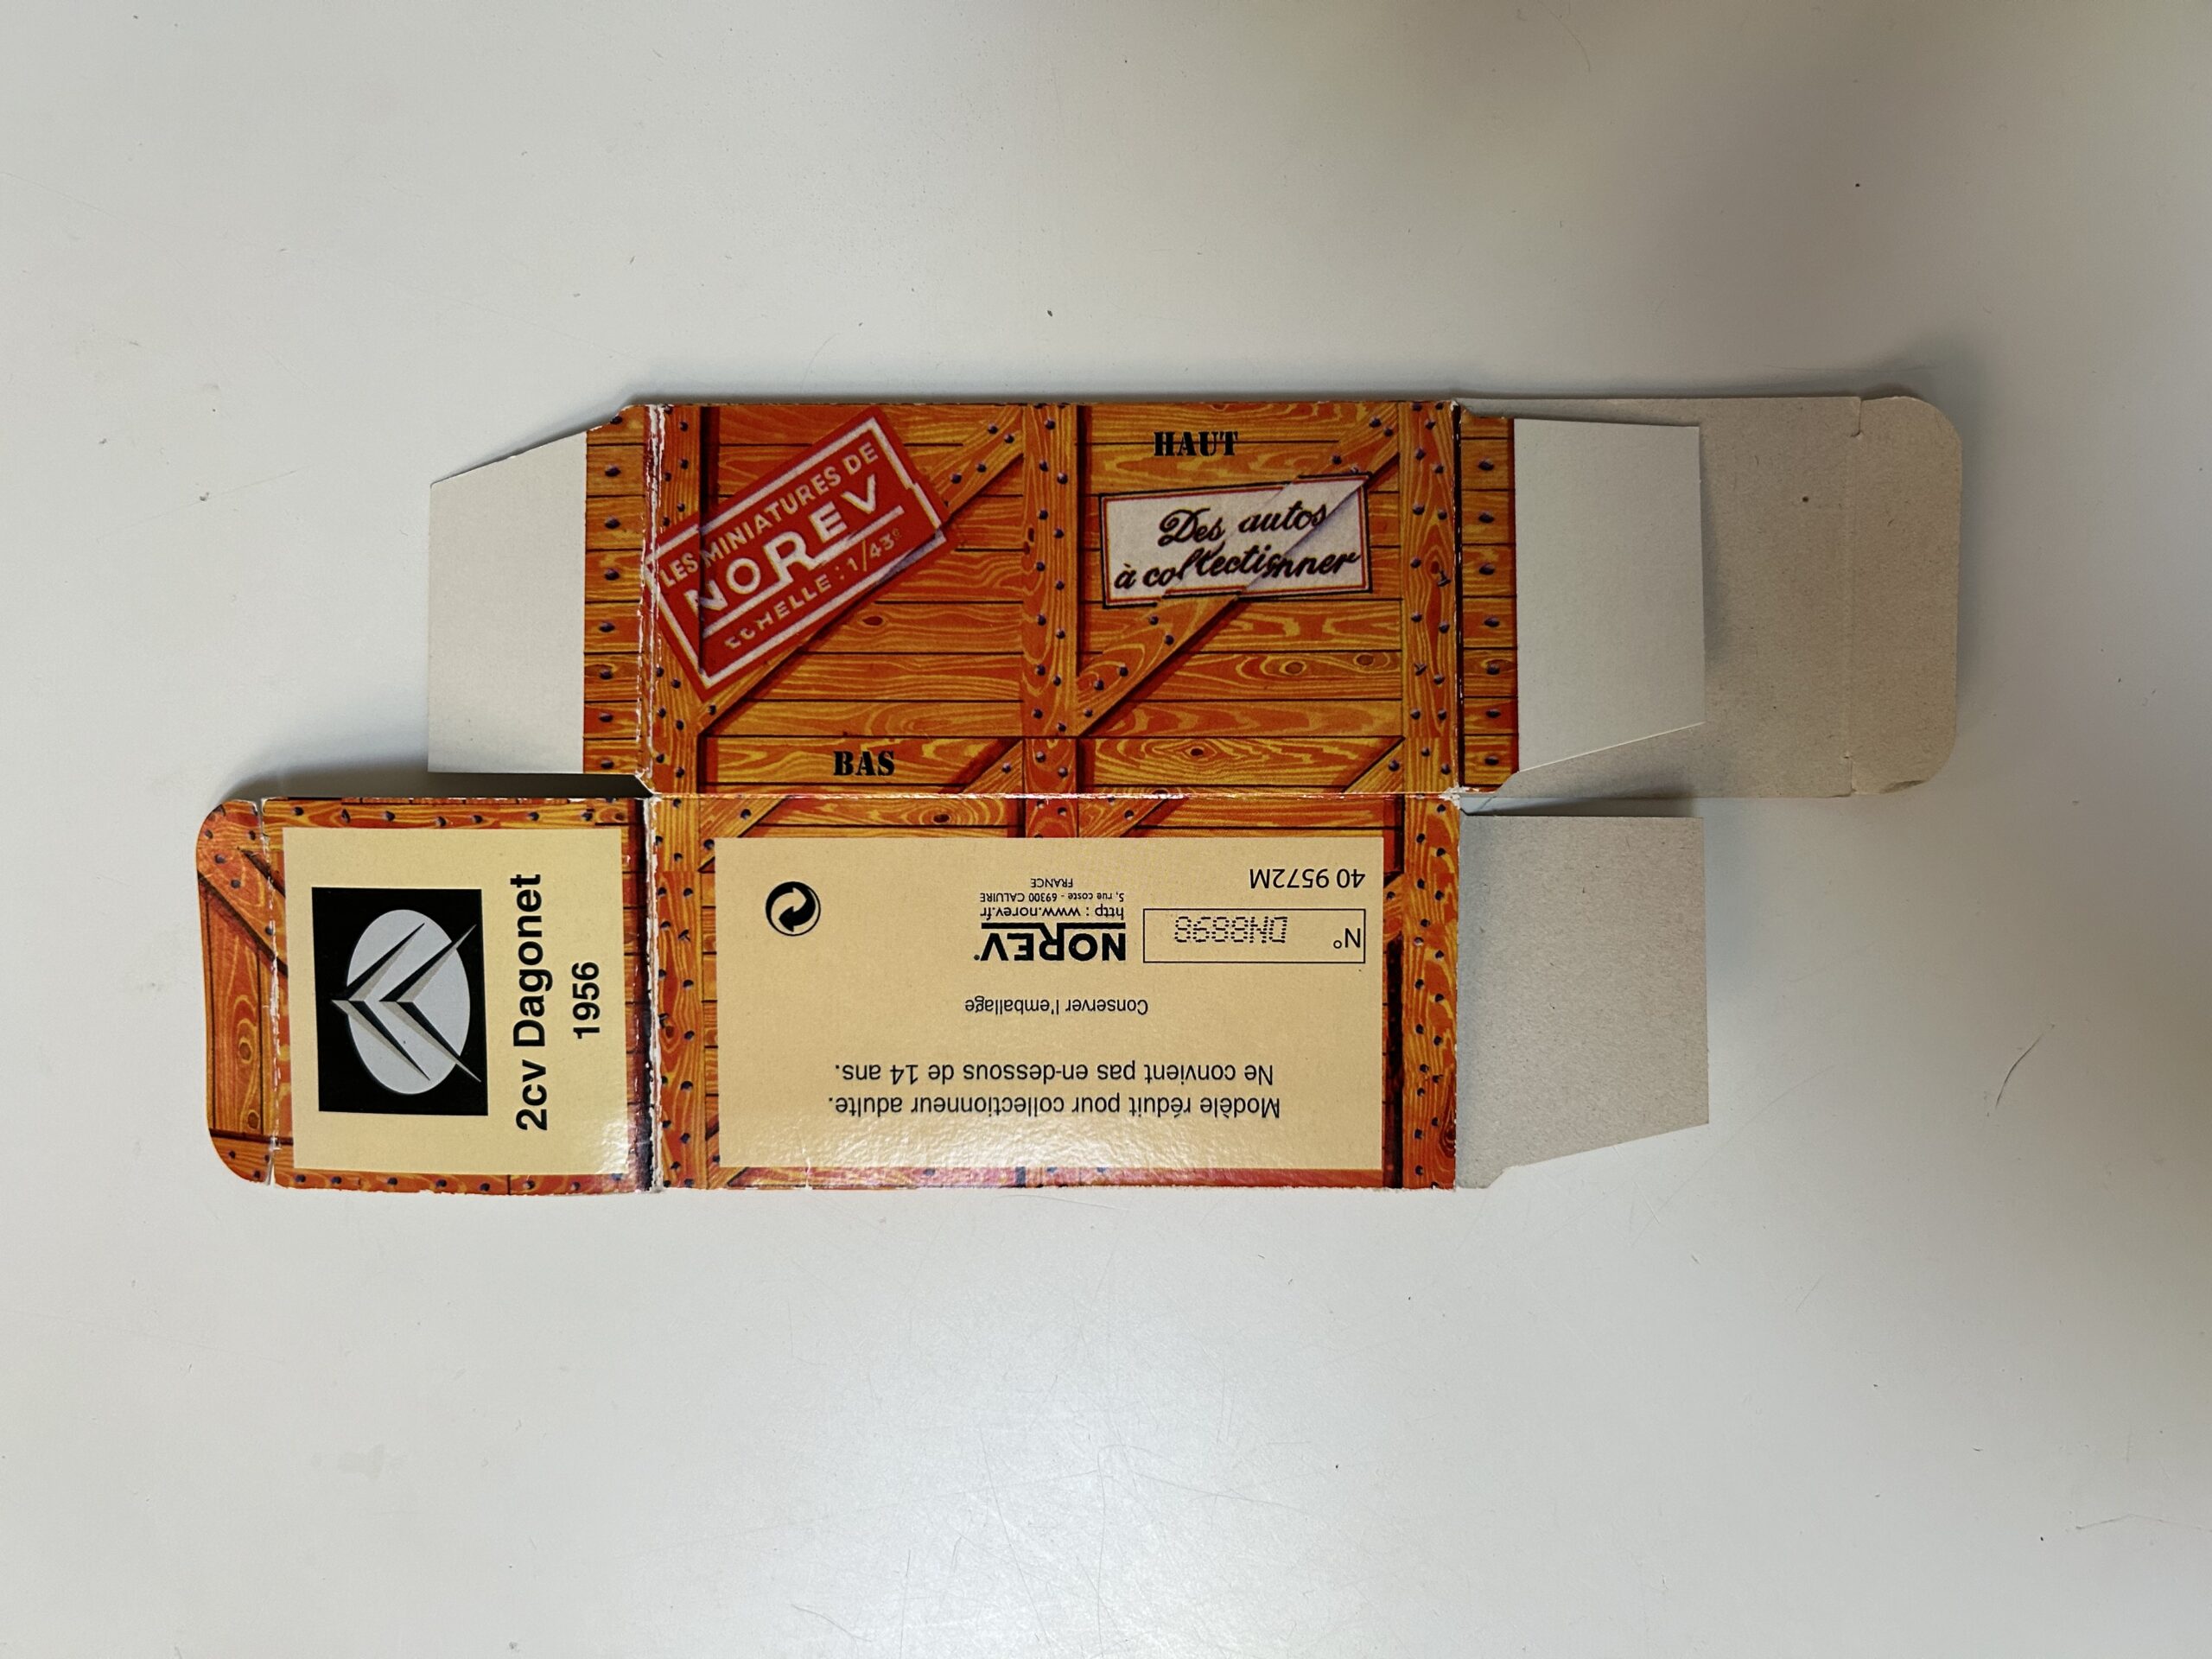 LES MINIATURES DE
NOREV
ECHELLE : 1/43e
HAUT
Des autos
à collectionner
BAS
2cv Dagonet
1956
Modèle réduit pour collectionneur adulte.
Ne convient pas en-dessous de 14 ans.
Conserver l'emballage
N° DN8898
NOREV®
http : www.norev.fr
5, rue coste - 69300 CALUIRE
FRANCE
40 9572M